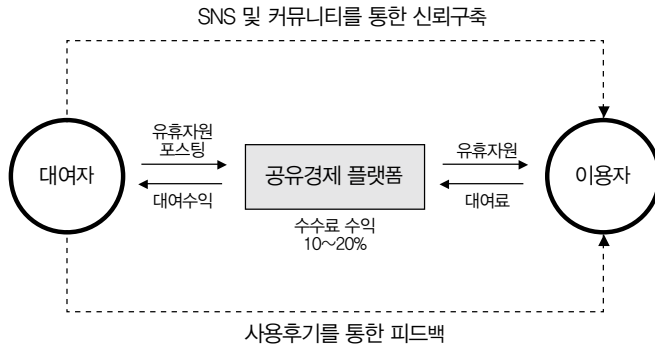 SNS 및 커뮤니티를 통한 신뢰구축
유휴자원
포스팅
유휴자원
대여자
공유경제 플랫폼
이용자
대여수익
대여료
수수료 수익
10~20%
사용후기를 통한 피드백